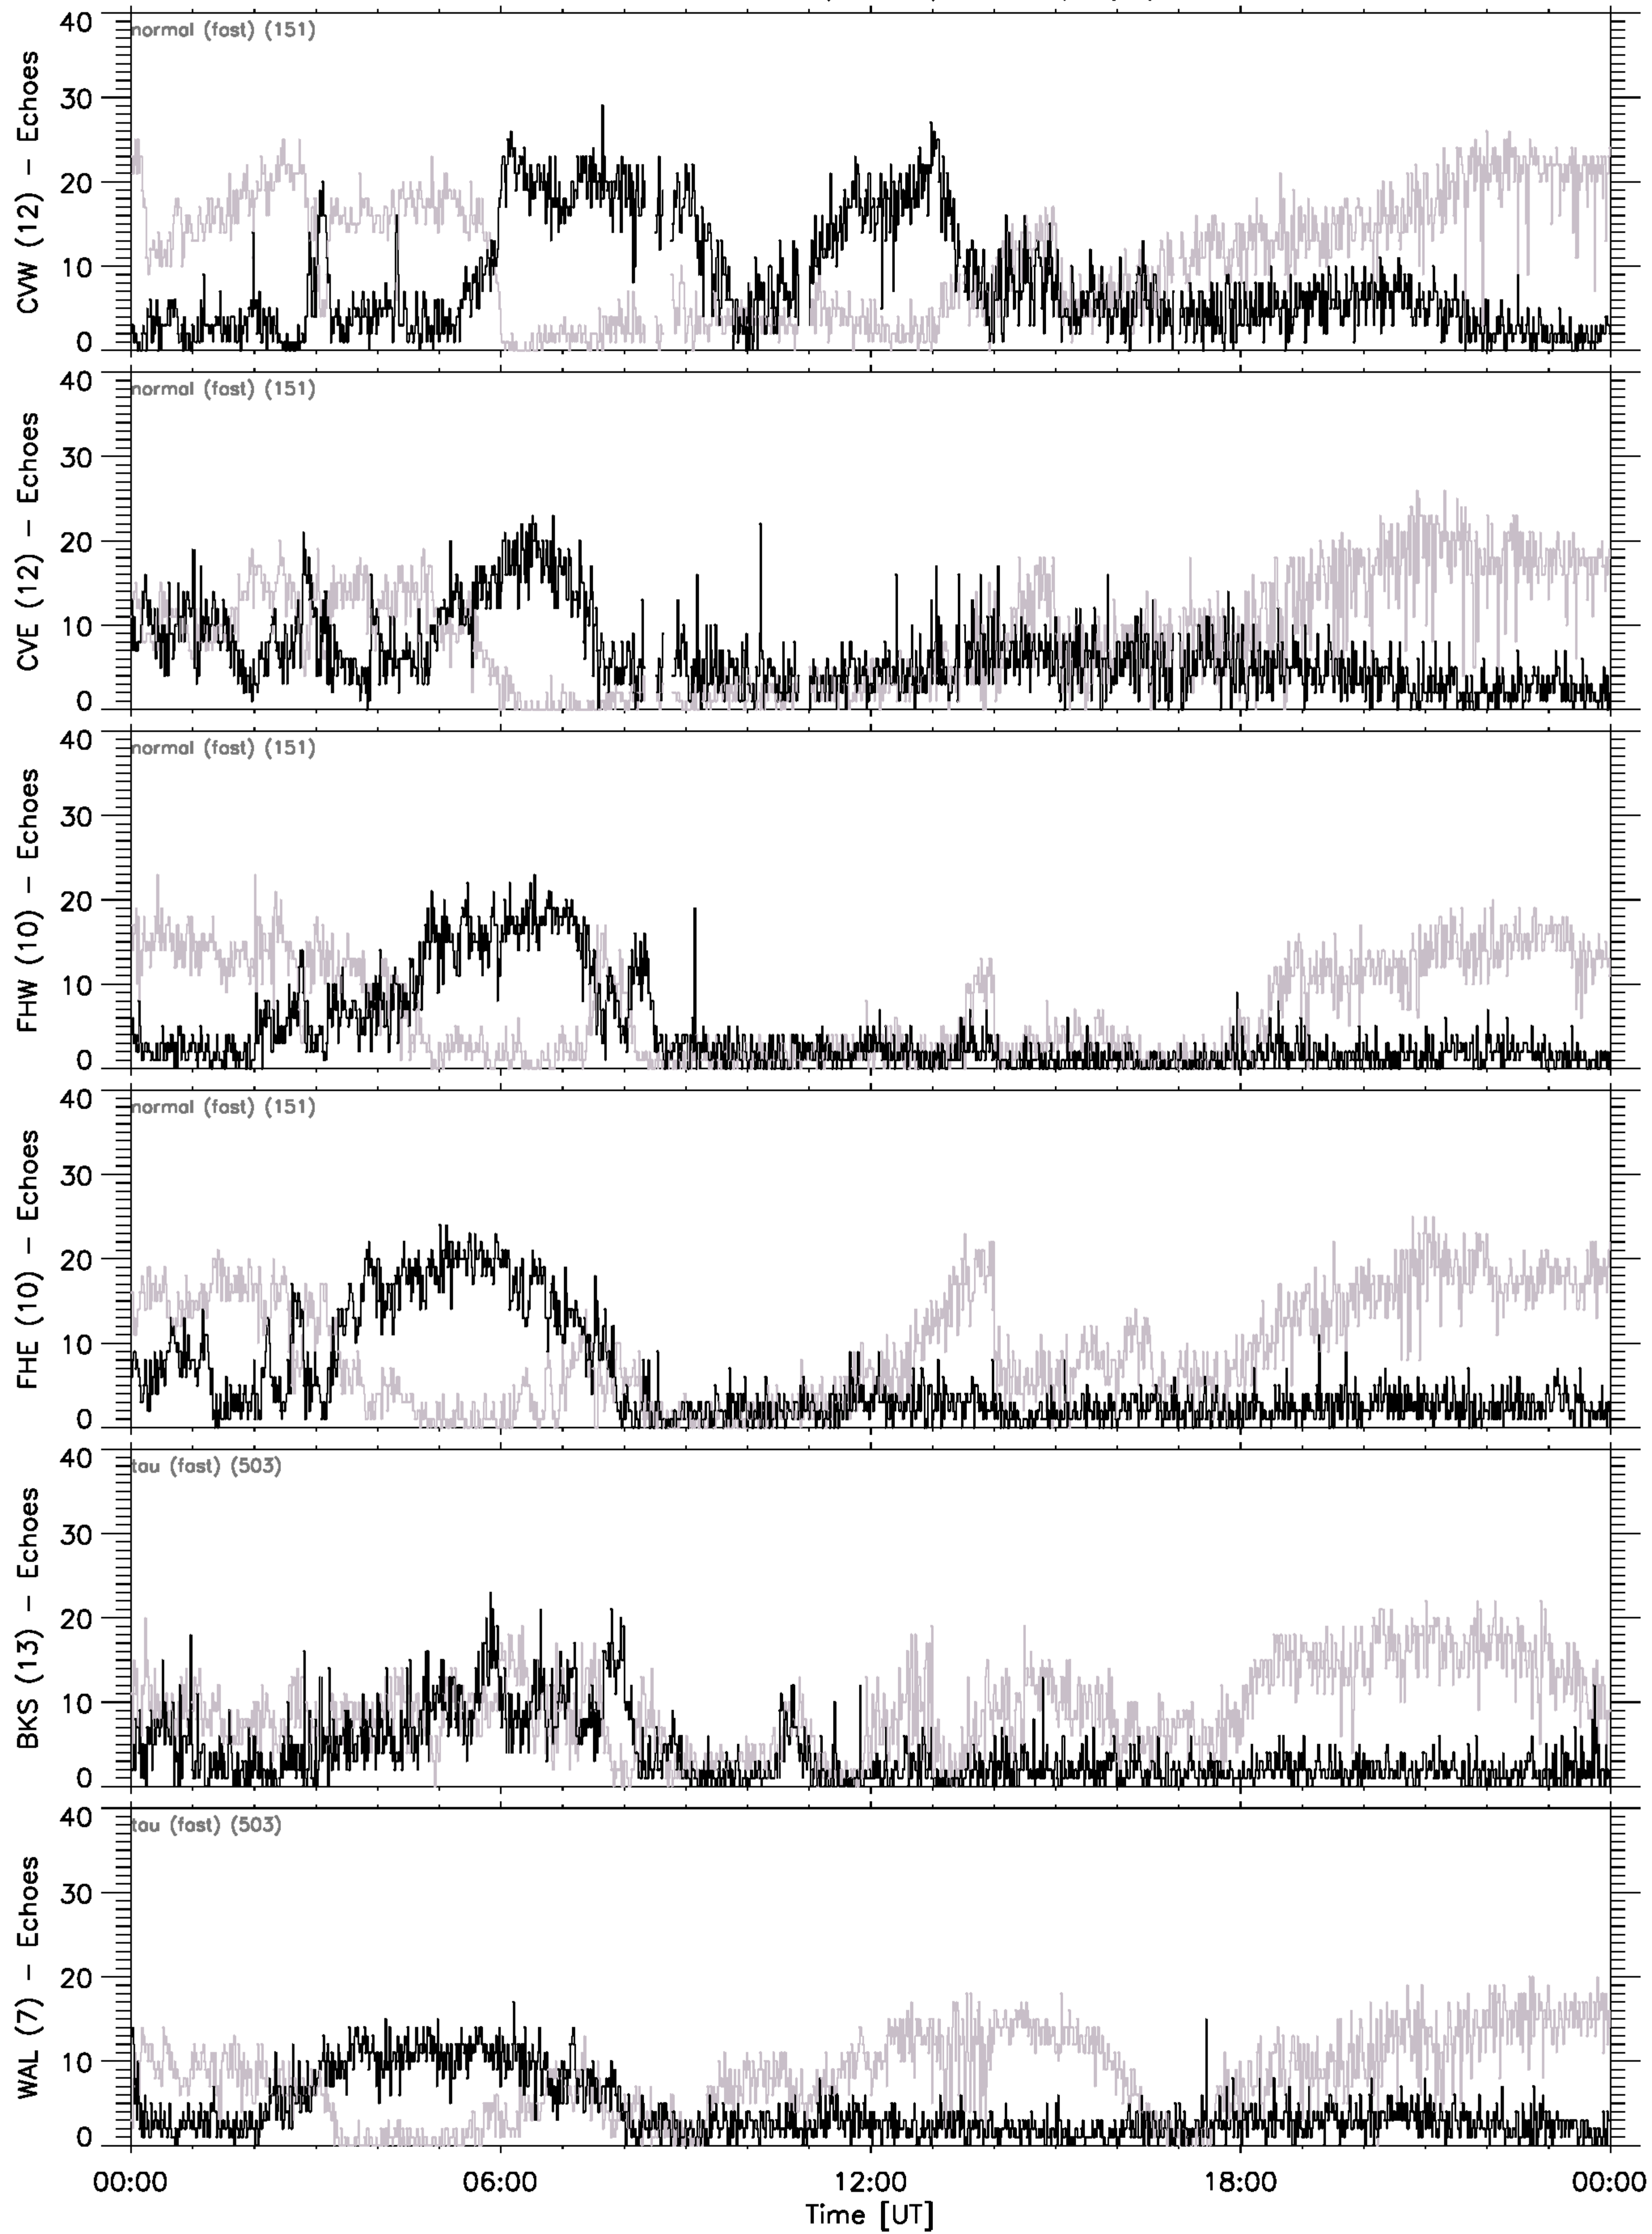 40
normal (fast) (151)
30
20
10
0
CVW (12) – Echoes
40
normal (fast) (151)
30
20
10
0
CVE (12) – Echoes
40
normal (fast) (151)
30
20
10
0
FHW (10) – Echoes
40
normal (fast) (151)
30
20
10
0
FHE (10) – Echoes
40
tau (fast) (503)
30
20
10
0
BKS (13) – Echoes
40
tau (fast) (503)
30
20
10
0
WAL (7) – Echoes
00:00 06:00 12:00 18:00 00:00
Time [UT]